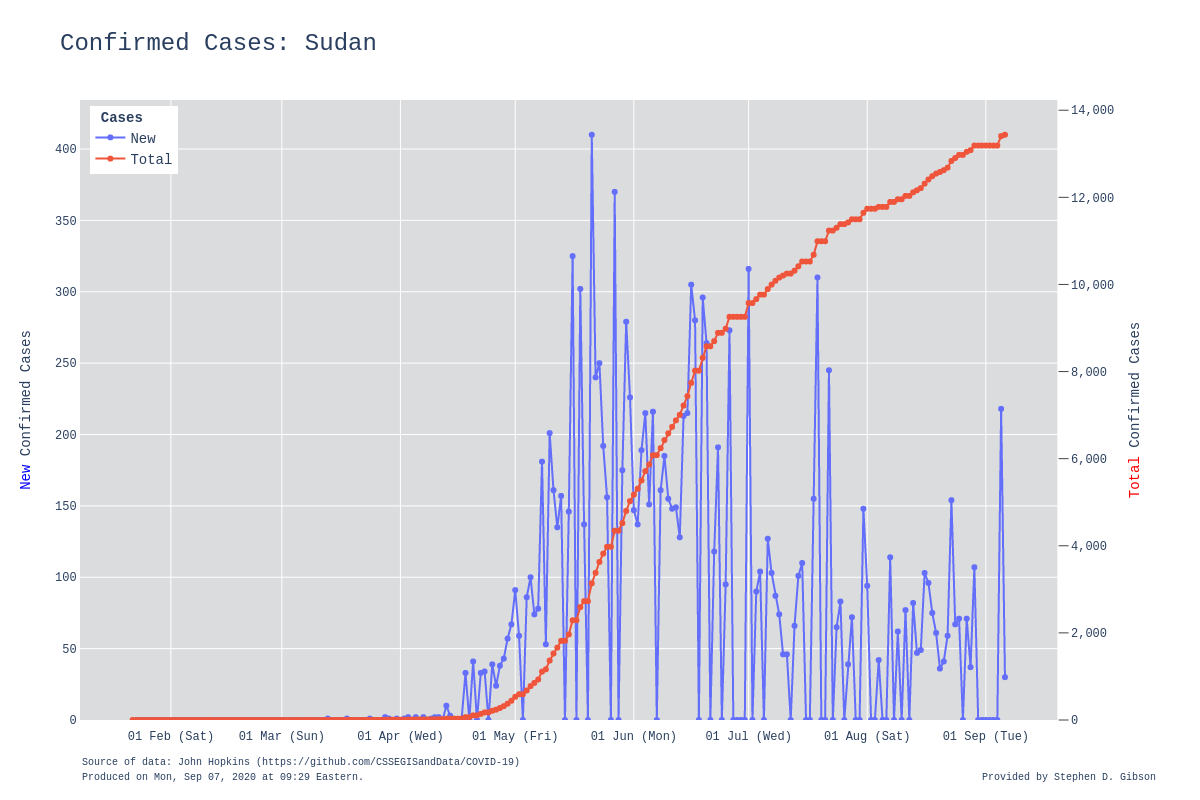 Confirmed Cases: Sudan
Cases
New
Total
400
350
300
250
200
150
100
50
0
14,000
12,000
10,000
8,000
6,000
4,000
2,000
0
New Confirmed Cases
Total Confirmed Cases
01 Feb (Sat) 01 Mar (Sun) 01 Apr (Wed) 01 May (Fri) 01 Jun (Mon) 01 Jul (Wed) 01 Aug (Sat) 01 Sep (Tue)
Source of data: John Hopkins (https://github.com/CSSEGISandData/COVID-19)
Produced on Mon, Sep 07, 2020 at 09:29 Eastern.
Provided by Stephen D. Gibson